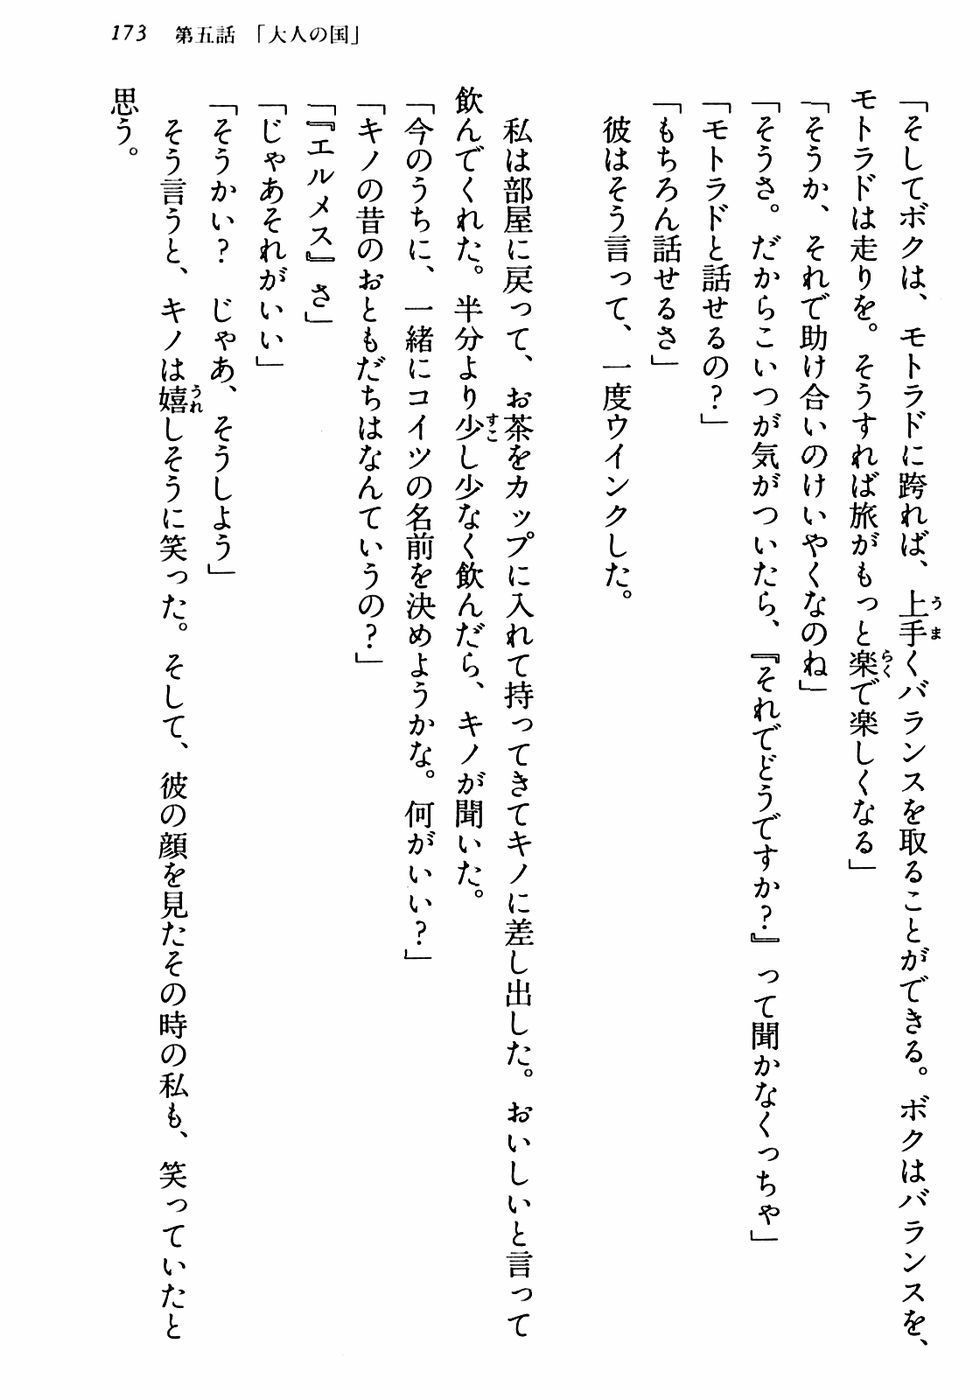 173　第五話　「大人の国」
「そしてボクは、モトラドに跨れば、上手くバランスを取ることができる。ボクはバランスを、
モトラドは走りを。そうすれば旅がもっと楽で楽しくなる」
「そうか、それで助け合いのけいやくなのね」
「そうさ。だからこいつが気がついたら、『それでどうですか？』って聞かなくっちゃ」
「モトラドと話せるの？」
「もちろん話せるさ」
彼はそう言って、一度ウインクした。
私は部屋に戻って、お茶をカップに入れて持ってきてキノに差し出した。おいしいと言って
飲んでくれた。半分より少し少なく飲んだら、キノが聞いた。
「今のうちに、一緒にコイツの名前を決めようかな。何がいい？」
「キノの昔のおともだちはなんていうの？」
「『エルメス』さ」
「じゃあそれがいい」
「そうかい？　じゃあ、そうしよう」
そう言うと、キノは嬉しそうに笑った。そして、彼の顔を見たその時の私も、笑っていたと
思う。